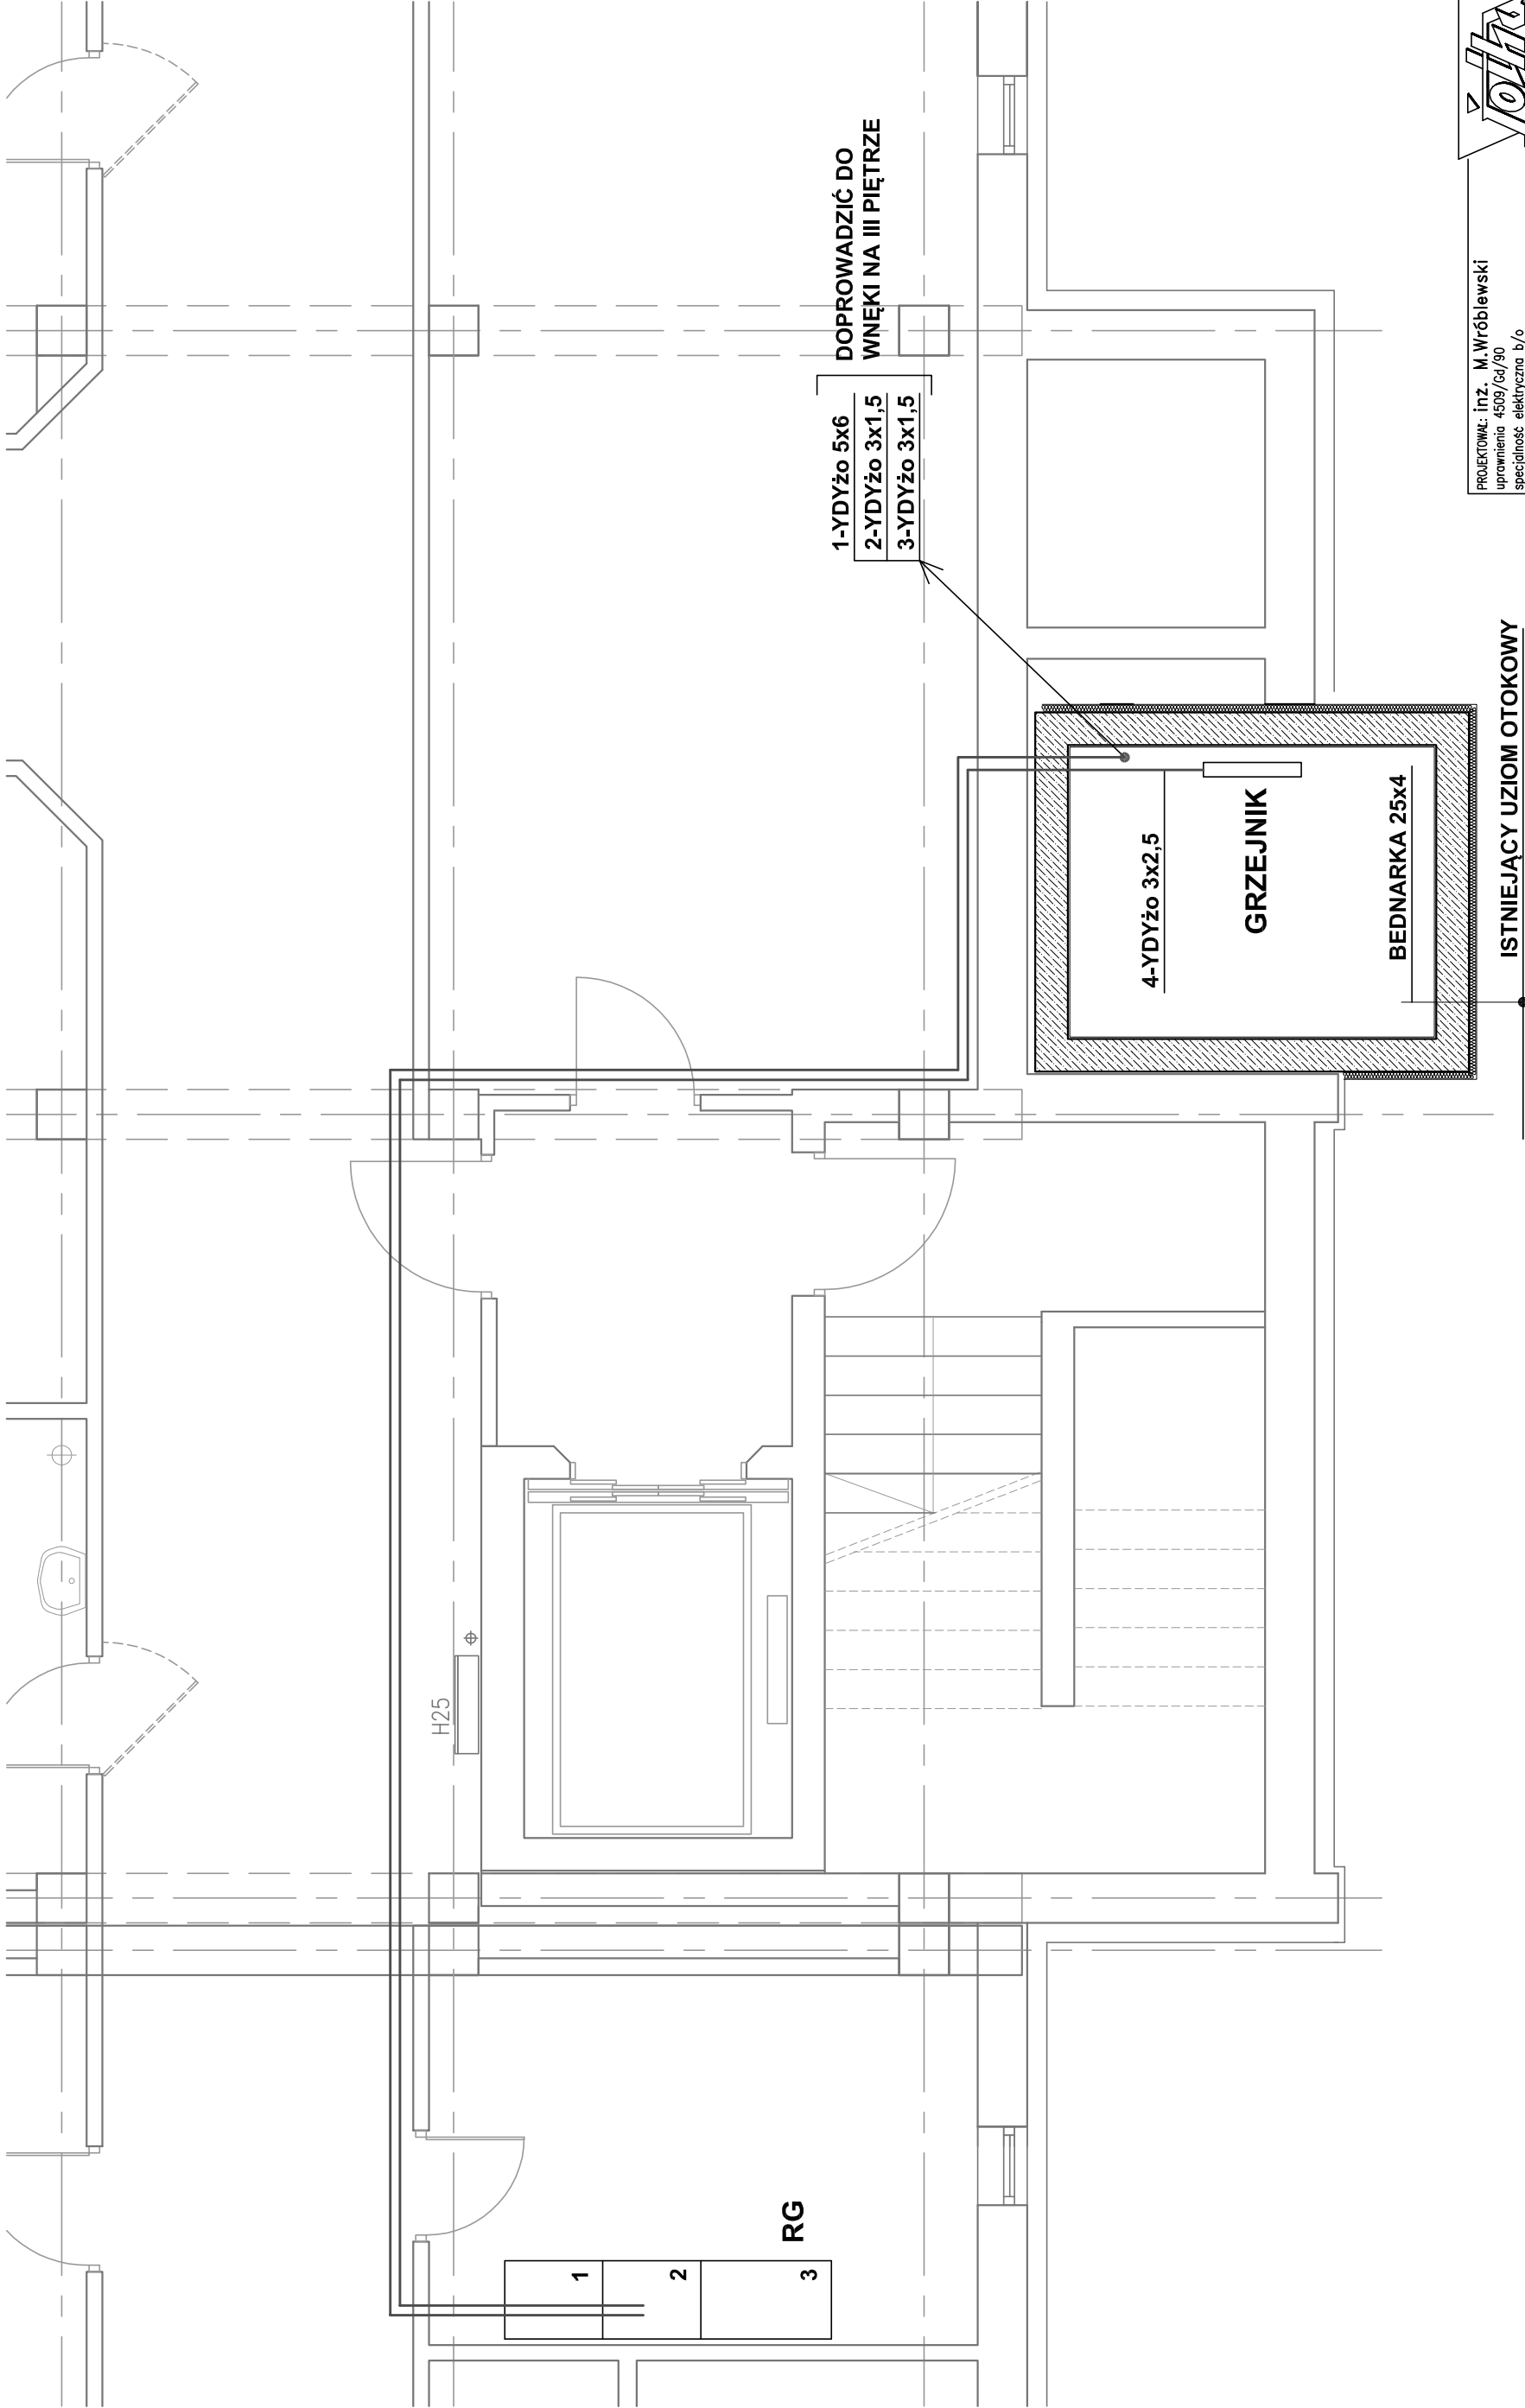 DOPROWADZIĆ DO
WNĘKI NA III PIĘTRZE
1-YDYżo 5x6
2-YDYżo 3x1,5
3-YDYżo 3x1,5
4-YDYżo 3x2,5
GRZEJNIK
BEDNARKA 25x4
ISTNIEJĄCY UZIOM OTOKOWY
H25
RG
1
2
3
PROJEKTOWAŁ: inż. M.Wróblewski
uprawnienia 4509/Gd/90
specjalność elektryczna b/o